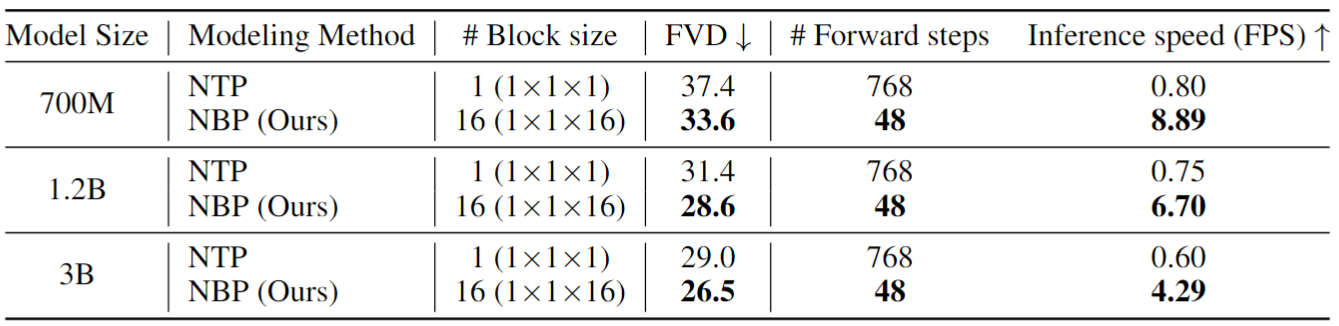 Model Size | Modeling Method | # Block size | FVD ↓ | # Forward steps Inference speed (FPS) ↑
700M | NTP | 1 (1×1×1) | 37.4 | 768 0.80
NBP (Ours) | 16 (1×1×16) | 33.6 | 48 8.89
1.2B | NTP | 1 (1×1×1) | 31.4 | 768 0.75
NBP (Ours) | 16 (1×1×16) | 28.6 | 48 6.70
3B | NTP | 1 (1×1×1) | 29.0 | 768 0.60
NBP (Ours) | 16 (1×1×16) | 26.5 | 48 4.29